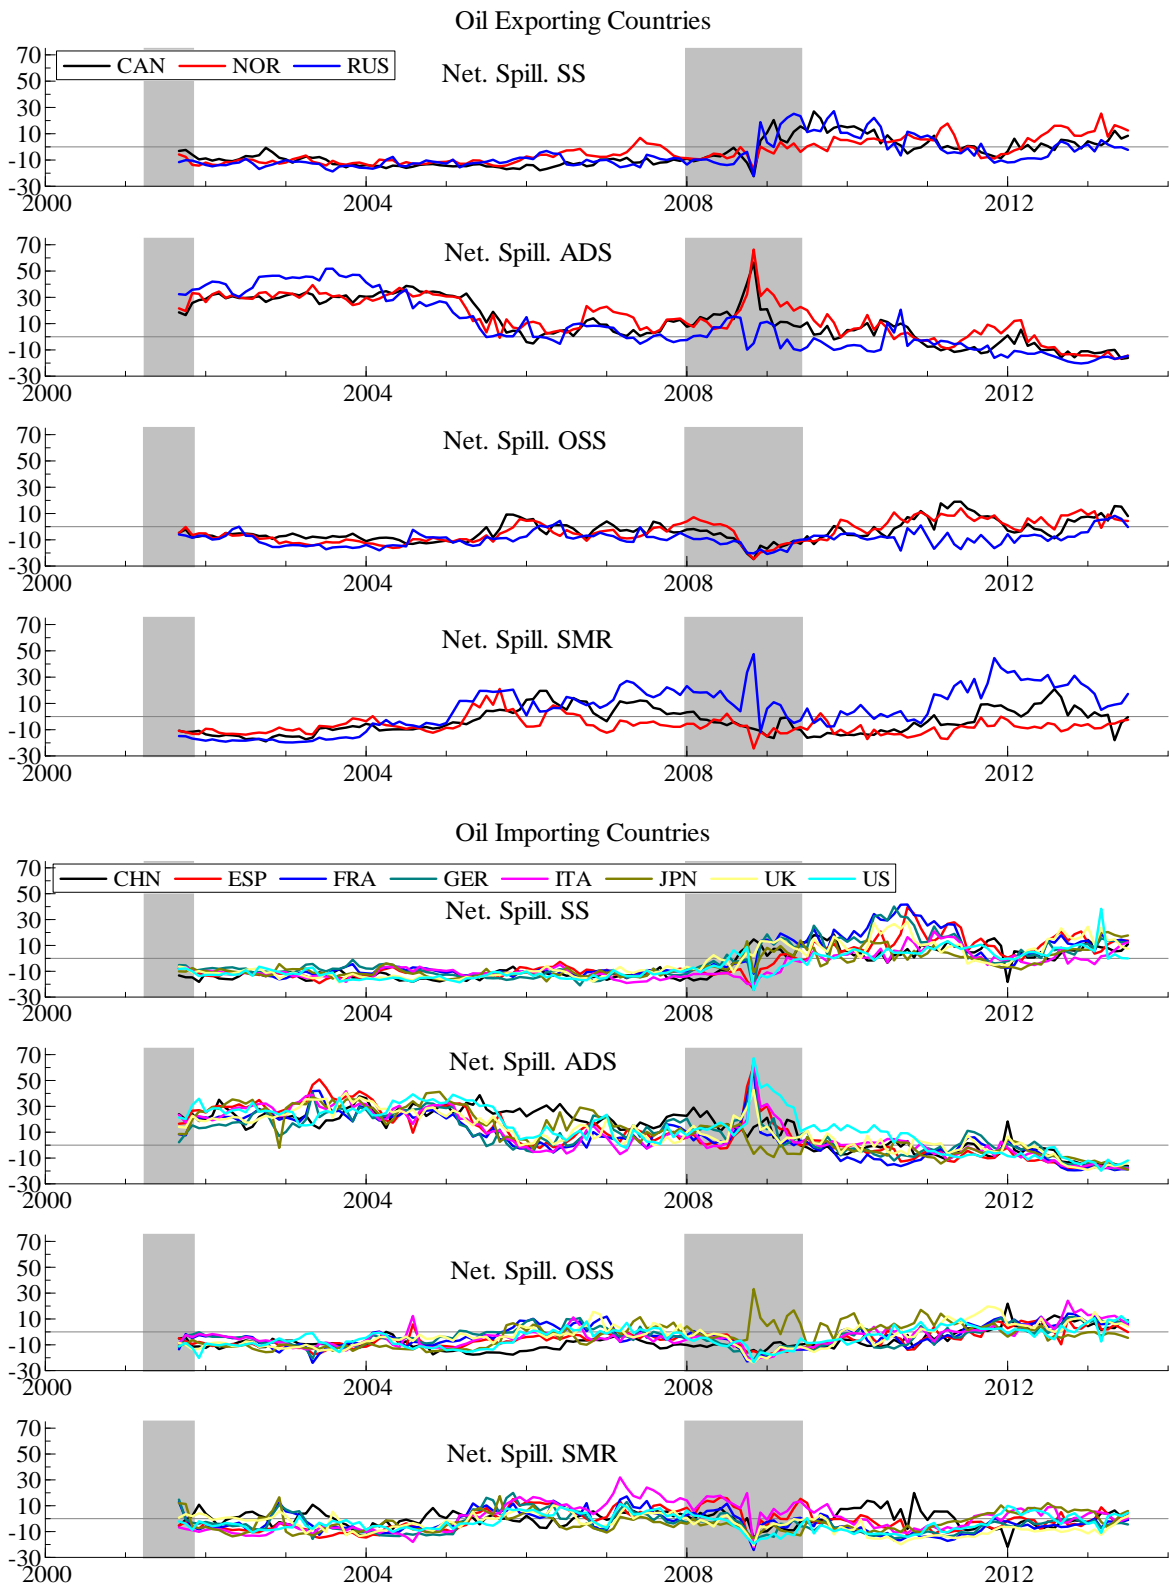 Oil Exporting Countries
70
50
30
10
-10
-30
CAN NOR RUS
Net. Spill. SS
2000 2004 2008 2012
70
50
30
10
-10
-30
Net. Spill. ADS
2000 2004 2008 2012
70
50
30
10
-10
-30
Net. Spill. OSS
2000 2004 2008 2012
70
50
30
10
-10
-30
Net. Spill. SMR
2000 2004 2008 2012
Oil Importing Countries
70
50
30
10
-10
-30
CHN ESP FRA GER ITA JPN UK US
Net. Spill. SS
2000 2004 2008 2012
70
50
30
10
-10
-30
Net. Spill. ADS
2000 2004 2008 2012
70
50
30
10
-10
-30
Net. Spill. OSS
2000 2004 2008 2012
70
50
30
10
-10
-30
Net. Spill. SMR
2000 2004 2008 2012